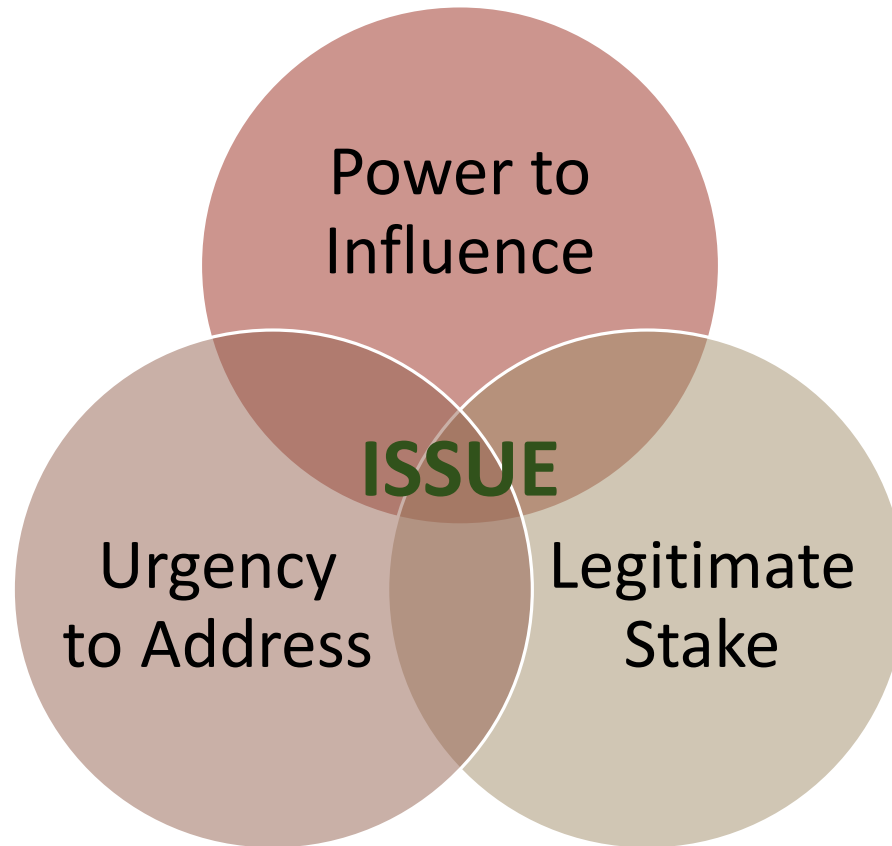 Power to
Influence
ISSUE
Urgency
to Address
Legitimate
Stake